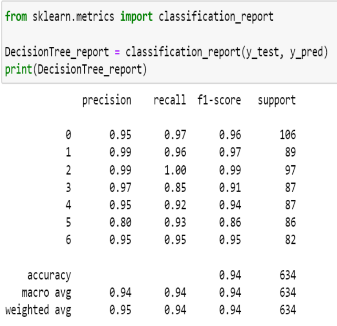 from sklearn.metrics import classification_report
DecisionTree_report = classification_report(y_test, y_pred)
print(DecisionTree_report)
precision recall f1-score support
0 0.95 0.97 0.96 106
1 0.99 0.96 0.97 89
2 0.99 1.00 0.99 97
3 0.97 0.85 0.91 87
4 0.95 0.92 0.94 87
5 0.80 0.93 0.86 86
6 0.95 0.95 0.95 82
accuracy 0.94 634
macro avg 0.94 0.94 0.94 634
weighted avg 0.95 0.94 0.94 634